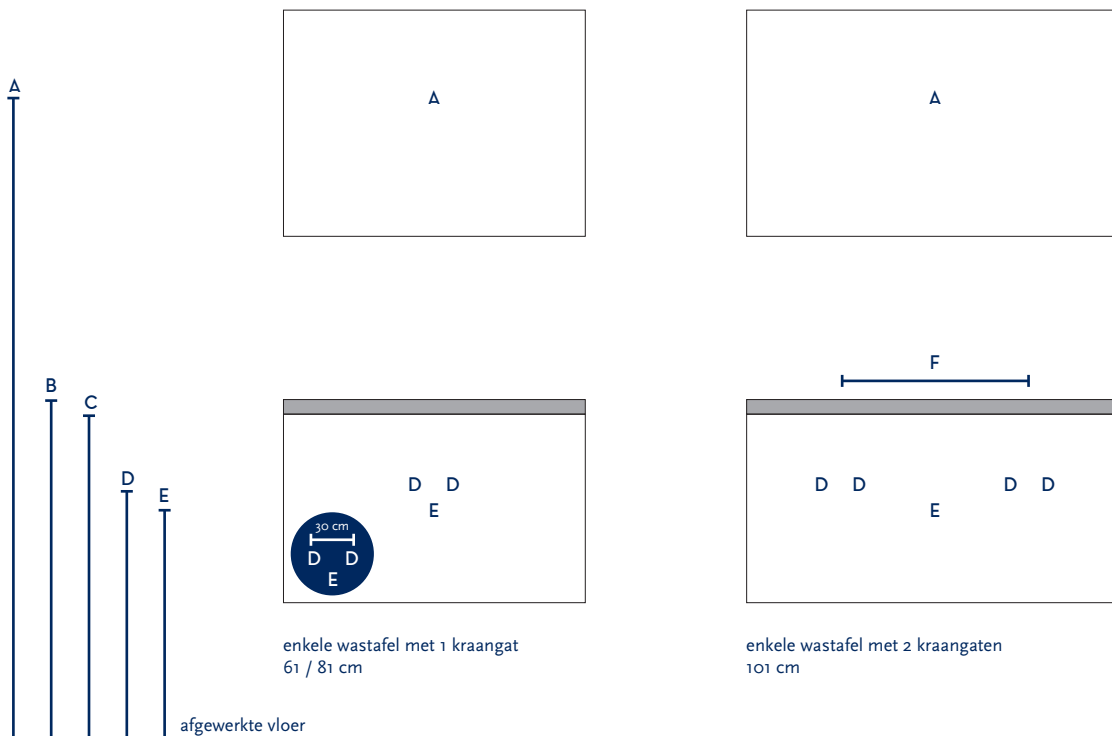 A
A
A
B
C
D
E
F
D D
E
30 cm
D D
E
D D D D
E
enkele wastafel met 1 kraangat
61 / 81 cm
enkele wastafel met 2 kraangaten
101 cm
afgewerkte vloer